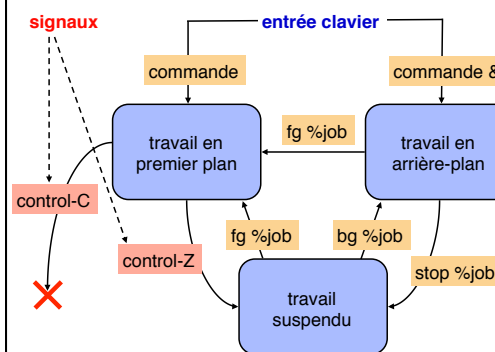 signaux
entrée clavier
commande
commande &
travail en
premier plan
fg %job
travail en
arrière-plan
control-C
fg %job
bg %job
control-Z
stop %job
travail
suspendu